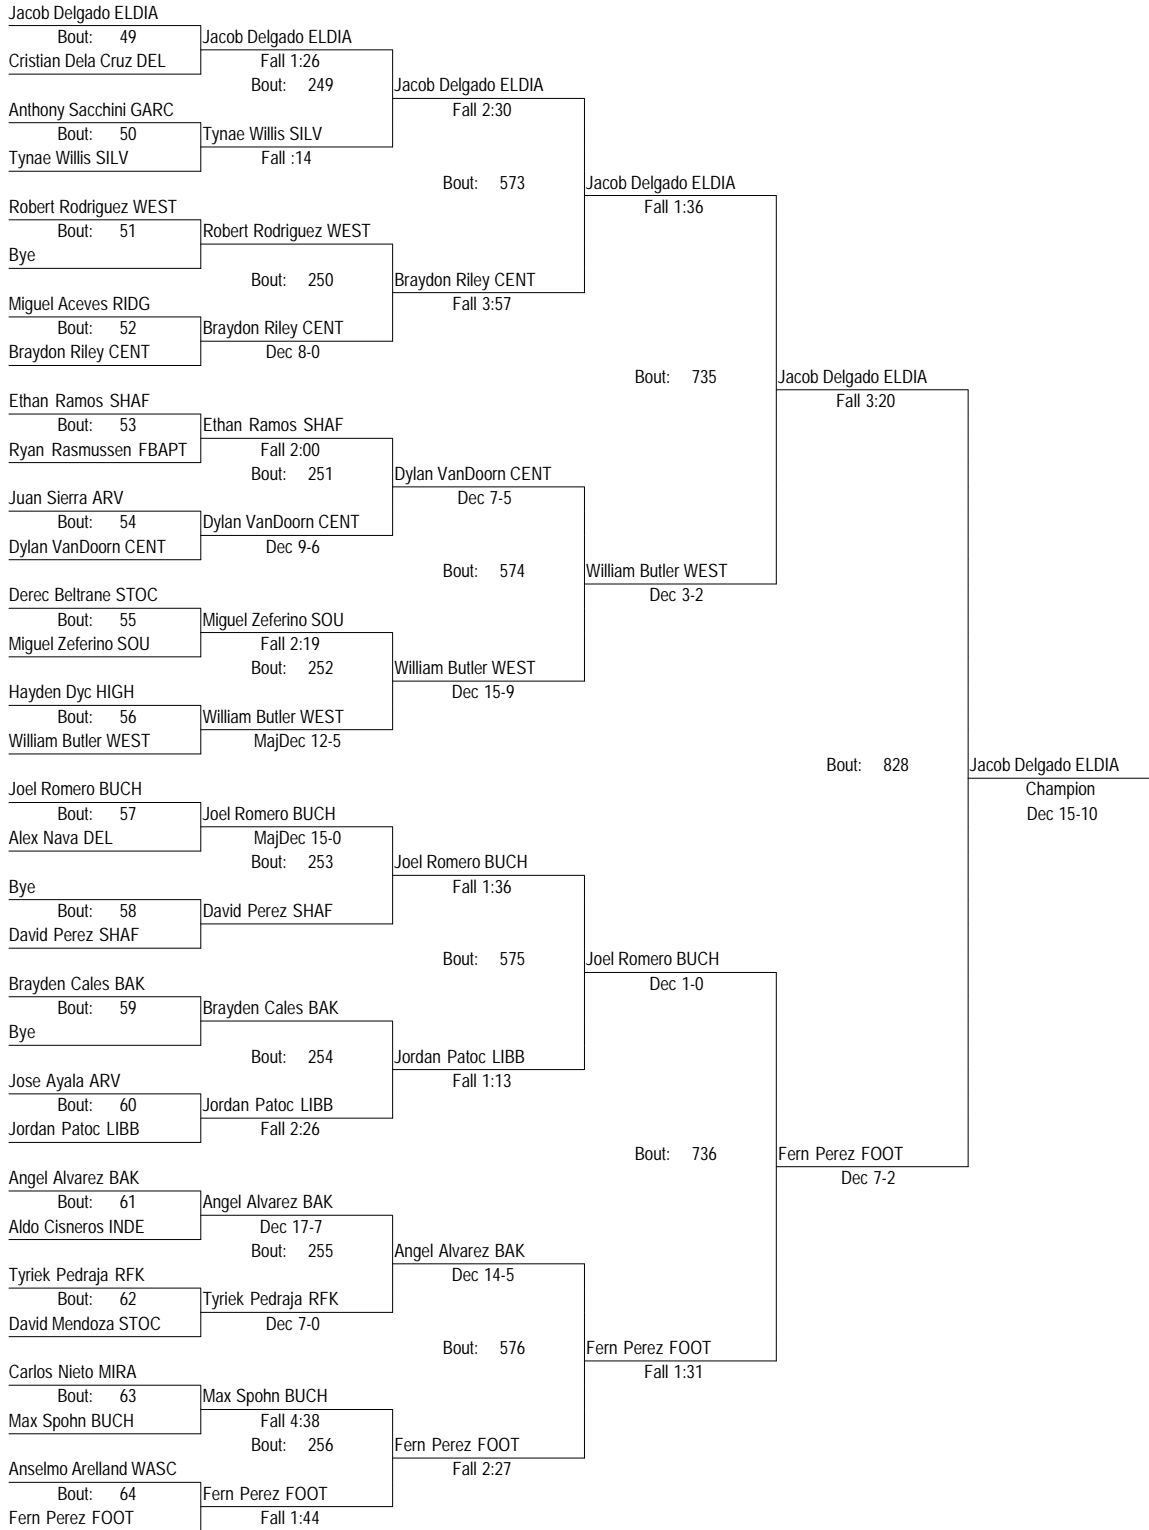 Jacob Delgado ELDIA
Bout: 49
Cristian Dela Cruz DEL
Anthony Sacchini GARC
Bout: 50
Tynae Willis SILV
Robert Rodriguez WEST
Bout: 51
Bye
Miguel Aceves RIDG
Bout: 52
Braydon Riley CENT
Ethan Ramos SHAF
Bout: 53
Ryan Rasmussen FBAPT
Juan Sierra ARV
Bout: 54
Dylan VanDoorn CENT
Derec Beltrane STOC
Bout: 55
Miguel Zeferino SOU
Hayden Dyc HIGH
Bout: 56
William Butler WEST
Joel Romero BUCH
Bout: 57
Alex Nava DEL
Bye
Bout: 58
David Perez SHAF
Brayden Cales BAK
Bout: 59
Bye
Jose Ayala ARV
Bout: 60
Jordan Patoc LIBB
Angel Alvarez BAK
Bout: 61
Aldo Cisneros INDE
Tyriek Pedraja RFK
Bout: 62
David Mendoza STOC
Carlos Nieto MIRA
Bout: 63
Max Spohn BUCH
Anselmo Arelland WASC
Bout: 64
Fern Perez FOOT
Jacob Delgado ELDIA
Fall 1:26
Bout: 249
Tynae Willis SILV
Fall :14
Robert Rodriguez WEST
Bout: 250
Braydon Riley CENT
Dec 8-0
Ethan Ramos SHAF
Fall 2:00
Bout: 251
Dylan VanDoorn CENT
Dec 9-6
Miguel Zeferino SOU
Fall 2:19
Bout: 252
William Butler WEST
MajDec 12-5
Joel Romero BUCH
MajDec 15-0
Bout: 253
David Perez SHAF
Brayden Cales BAK
Bout: 254
Jordan Patoc LIBB
Fall 2:26
Angel Alvarez BAK
Dec 17-7
Bout: 255
Tyriek Pedraja RFK
Dec 7-0
Max Spohn BUCH
Fall 4:38
Bout: 256
Fern Perez FOOT
Fall 1:44
Jacob Delgado ELDIA
Fall 2:30
Bout: 573
Braydon Riley CENT
Fall 3:57
Dylan VanDoorn CENT
Dec 7-5
Bout: 574
William Butler WEST
Dec 15-9
Joel Romero BUCH
Fall 1:36
Bout: 575
Jordan Patoc LIBB
Fall 1:13
Angel Alvarez BAK
Dec 14-5
Bout: 576
Fern Perez FOOT
Fall 2:27
Jacob Delgado ELDIA
Fall 1:36
Bout: 735
William Butler WEST
Dec 3-2
Joel Romero BUCH
Dec 1-0
Bout: 736
Fern Perez FOOT
Fall 1:31
Jacob Delgado ELDIA
Fall 3:20
Bout: 828
Fern Perez FOOT
Dec 7-2
Jacob Delgado ELDIA
Champion
Dec 15-10